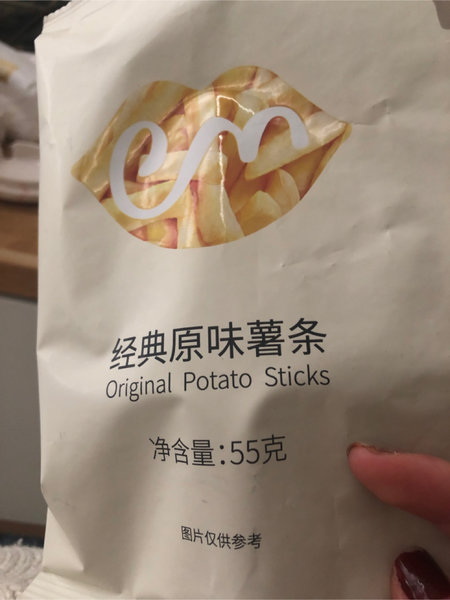 em
经典原味薯条
Original Potato Sticks
净含量:55克
图片仅供参考